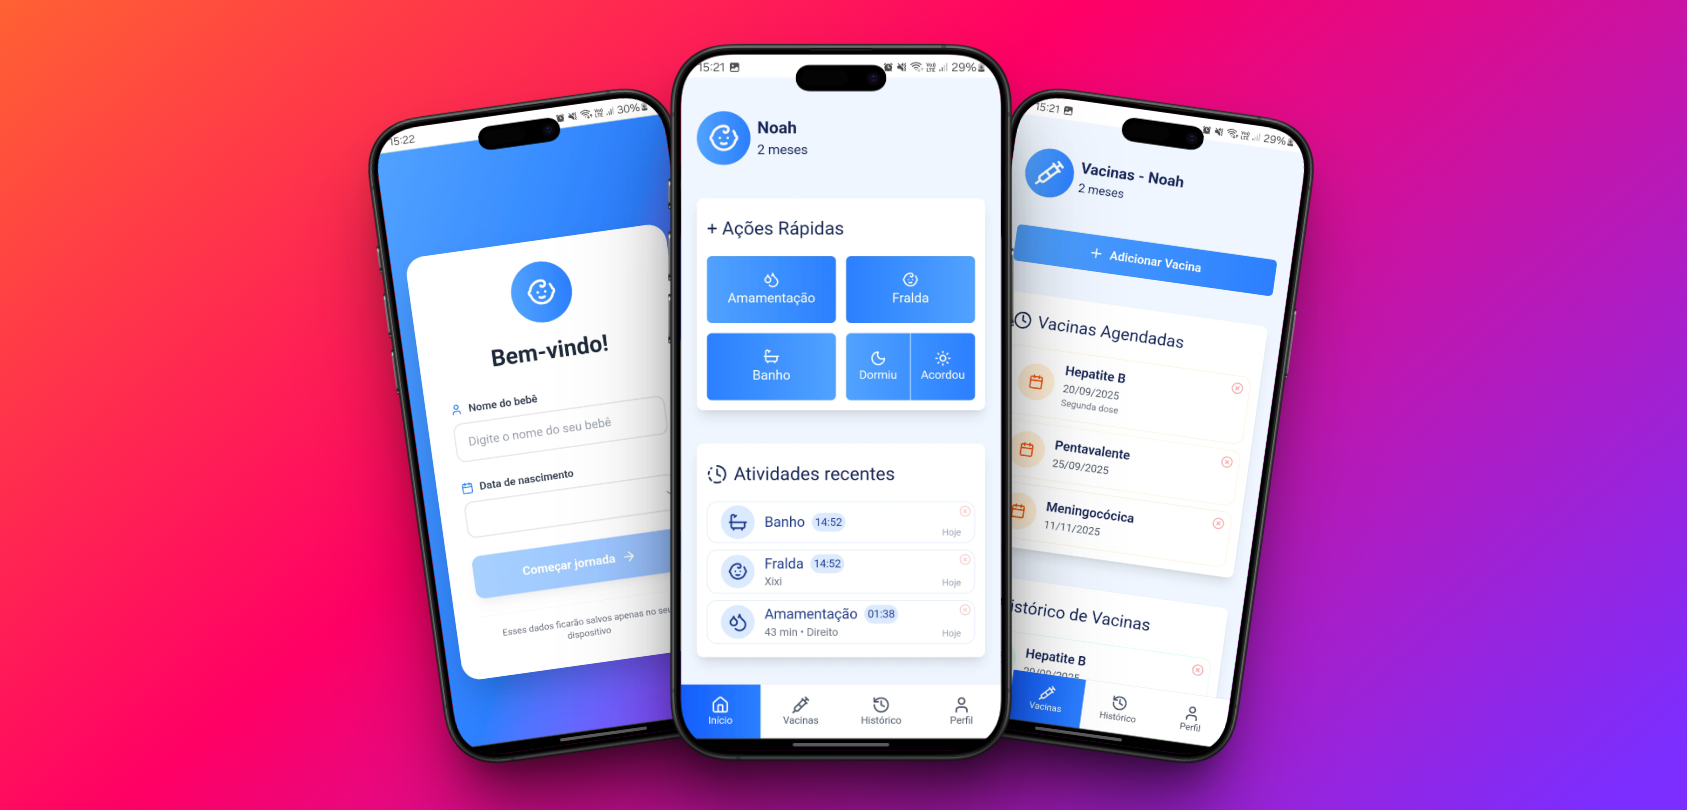 15:22
30%
Bem-vindo!
Nome do bebê
Digite o nome do seu bebê
Data de nascimento
Começar jornada
Esses dados ficarão salvos apenas no seu
dispositivo
15:21
29%
Noah
2 meses
+ Ações Rápidas
Amamentação
Fralda
Banho
Dormiu
Acordou
Atividades recentes
Banho 14:52
Hoje
Fralda 14:52
Xixi
Hoje
Amamentação 01:38
43 min • Direito
Hoje
Início
Vacinas
Histórico
Perfil
15:21
29%
Vacinas - Noah
2 meses
+ Adicionar Vacina
Vacinas Agendadas
Hepatite B
20/09/2025
Segunda dose
Pentavalente
25/09/2025
Meningocócica
11/11/2025
istórico de Vacinas
Hepatite B
Vacinas
Histórico
Perfil